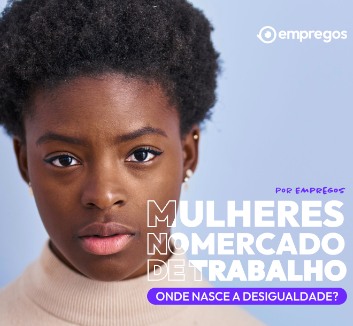 empregos
POR EMPREGOS
MULHERES
NO MERCADO
DE TRABALHO
ONDE NASCE A DESIGUALDADE?